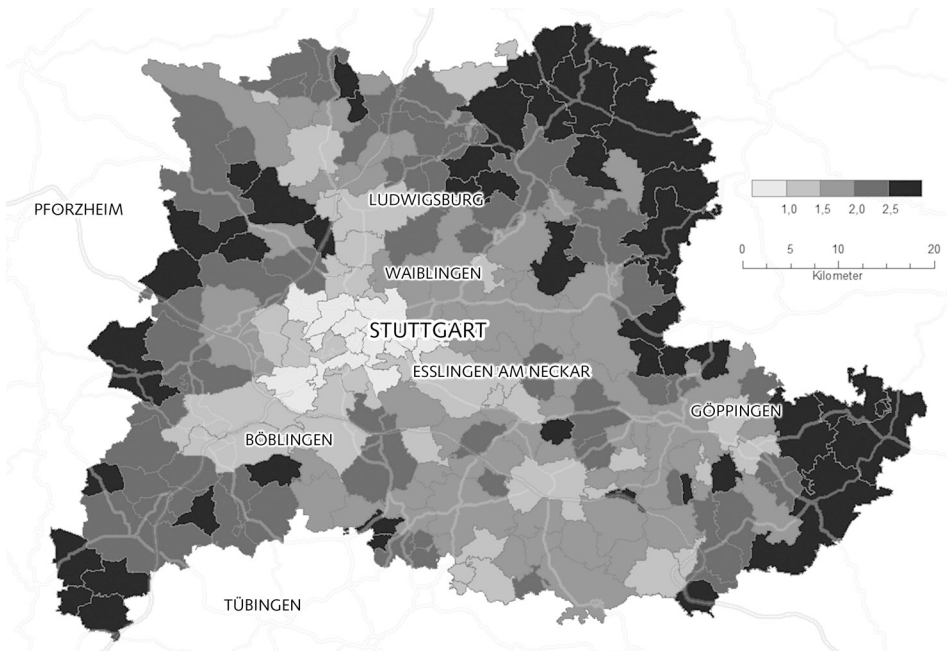 LUDWIGSBURG
PFORZHEIM
1,0 1,5 2,0 2,5
0 5 10 20
Kilometer
WAIBLINGEN
STUTTGART
ESSLINGEN AM NECKAR
GÖPPINGEN
BÖBLINGEN
TÜBINGEN